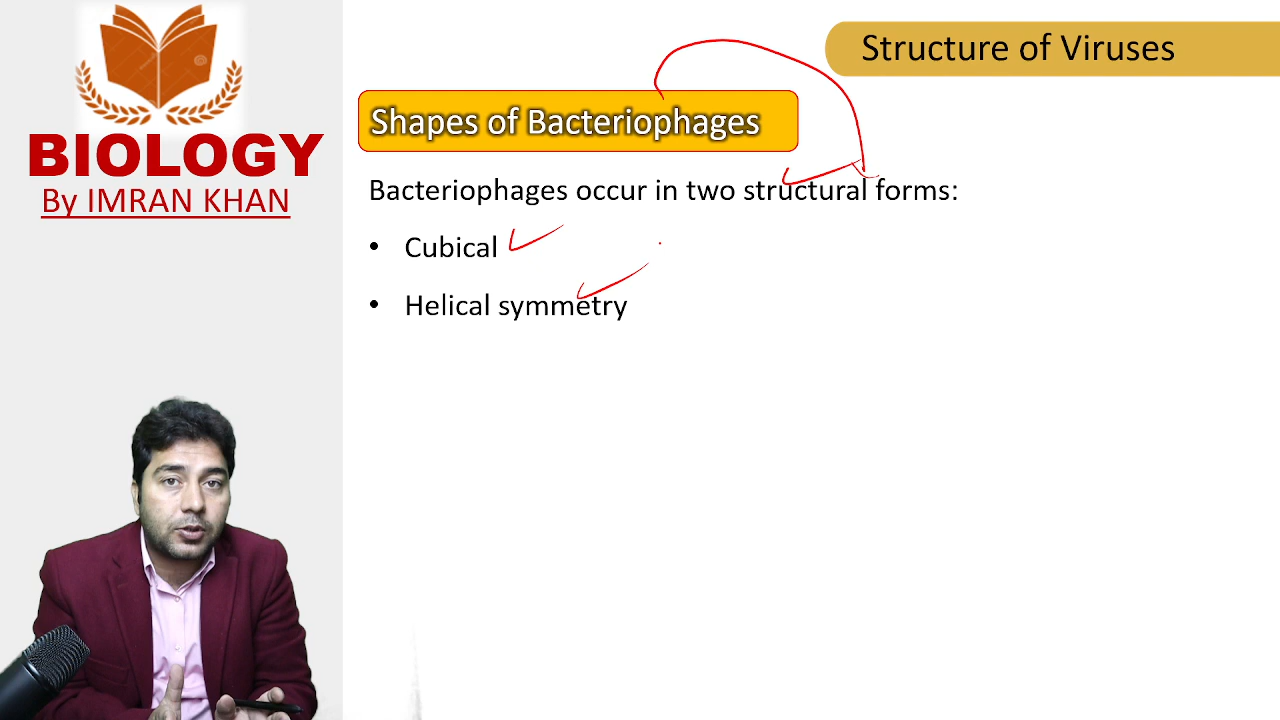 BIOLOGY
By IMRAN KHAN
Structure of Viruses
Shapes of Bacteriophages
Bacteriophages occur in two structural forms:
• Cubical
• Helical symmetry